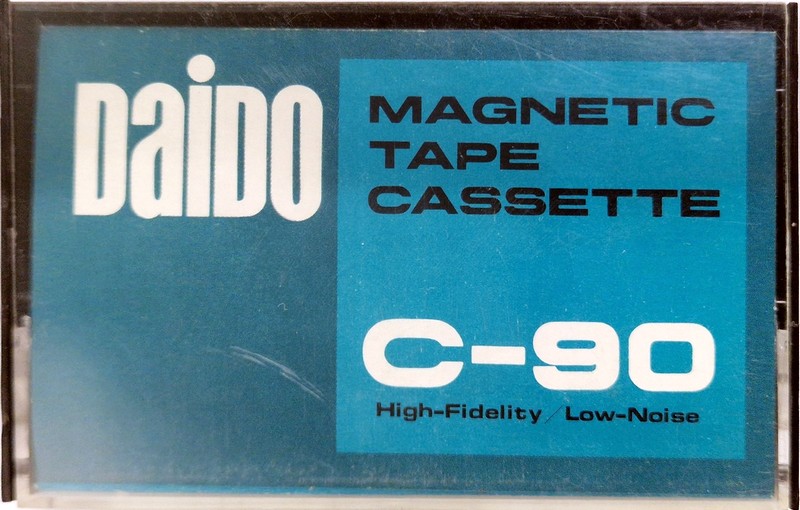 DaiDO
MAGNETIC
TAPE
CASSETTE
C-90
High-Fidelity / Low-Noise